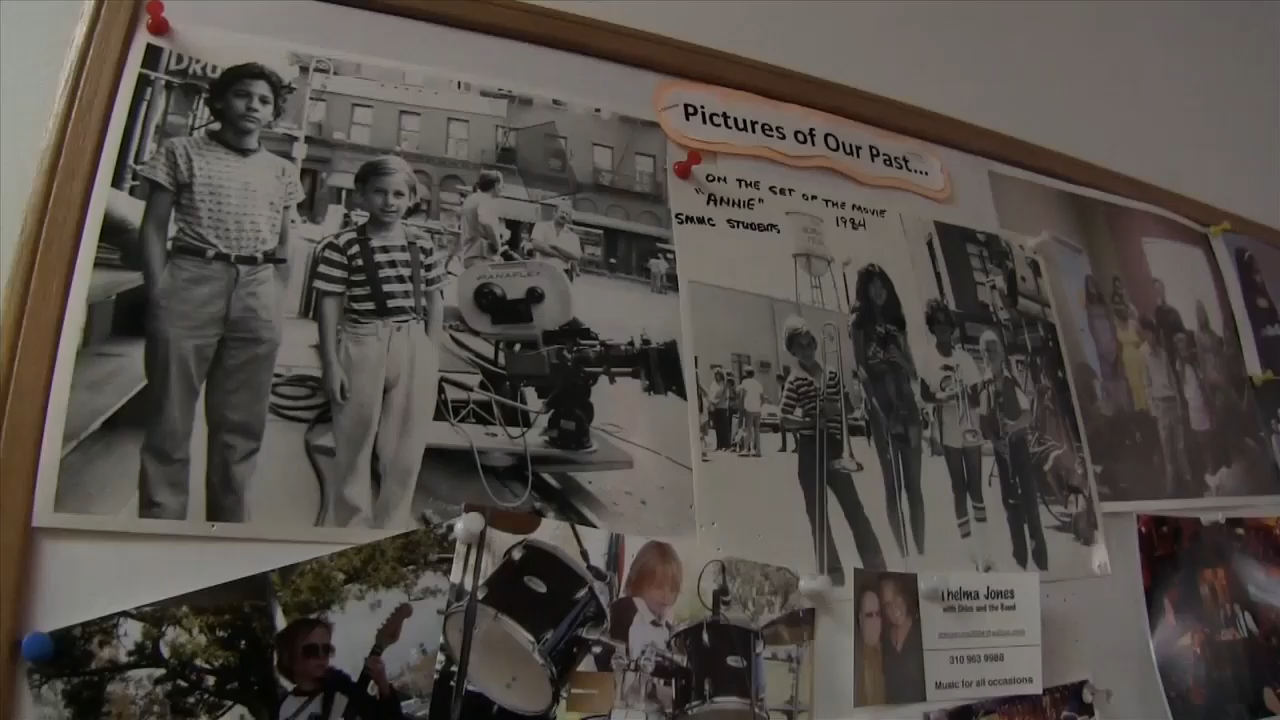 DRU
Pictures of Our Past...
ON THE SET OF THE MOVIE
"ANNIE" 1984
SMMC STUDENTS
PANAFLEX
Thelma Jones
with Driss and the Band
310 963 9988
Music for all occasions